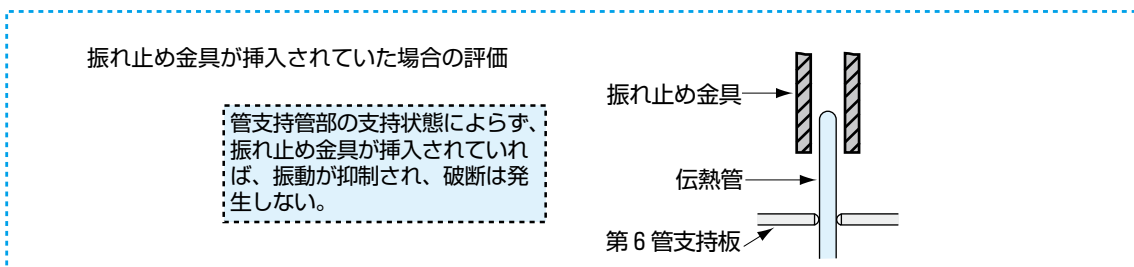 振れ止め金具が挿入されていた場合の評価
管支持管部の支持状態によらず、
振れ止め金具が挿入されていれ
ば、振動が抑制され、破断は発
生しない。
振れ止め金具
伝熱管
第6管支持板